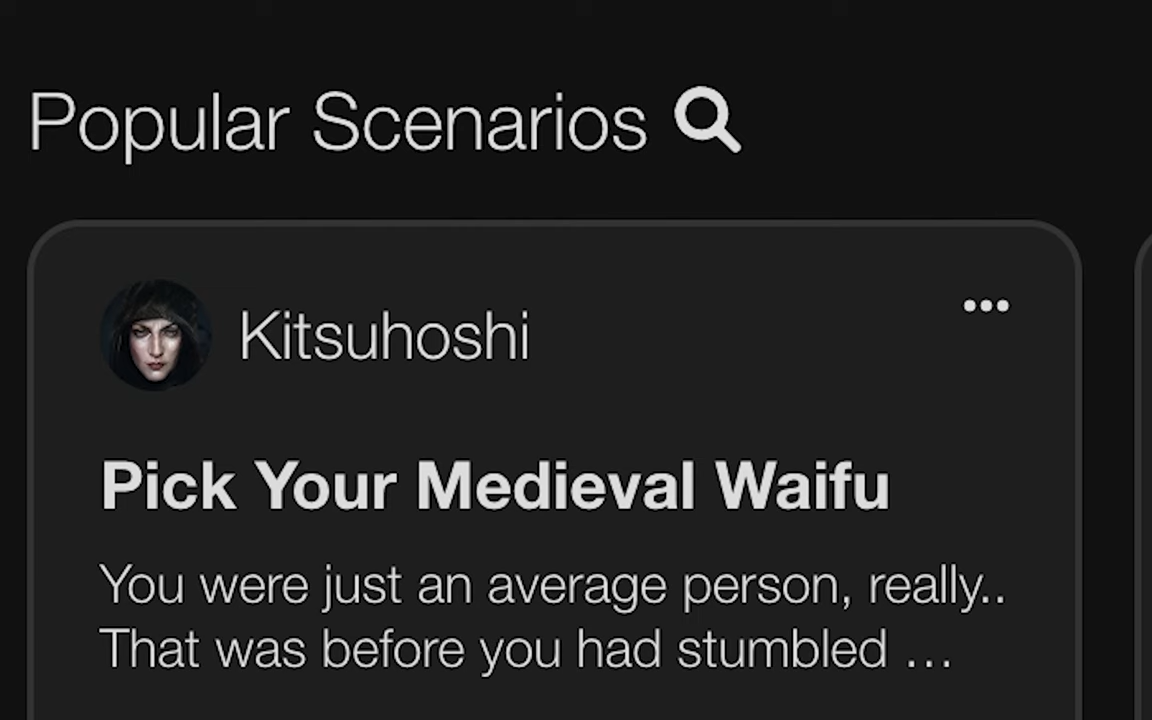 Popular Scenarios
Kitsuhoshi
Pick Your Medieval Waifu
You were just an average person, really..
That was before you had stumbled ...